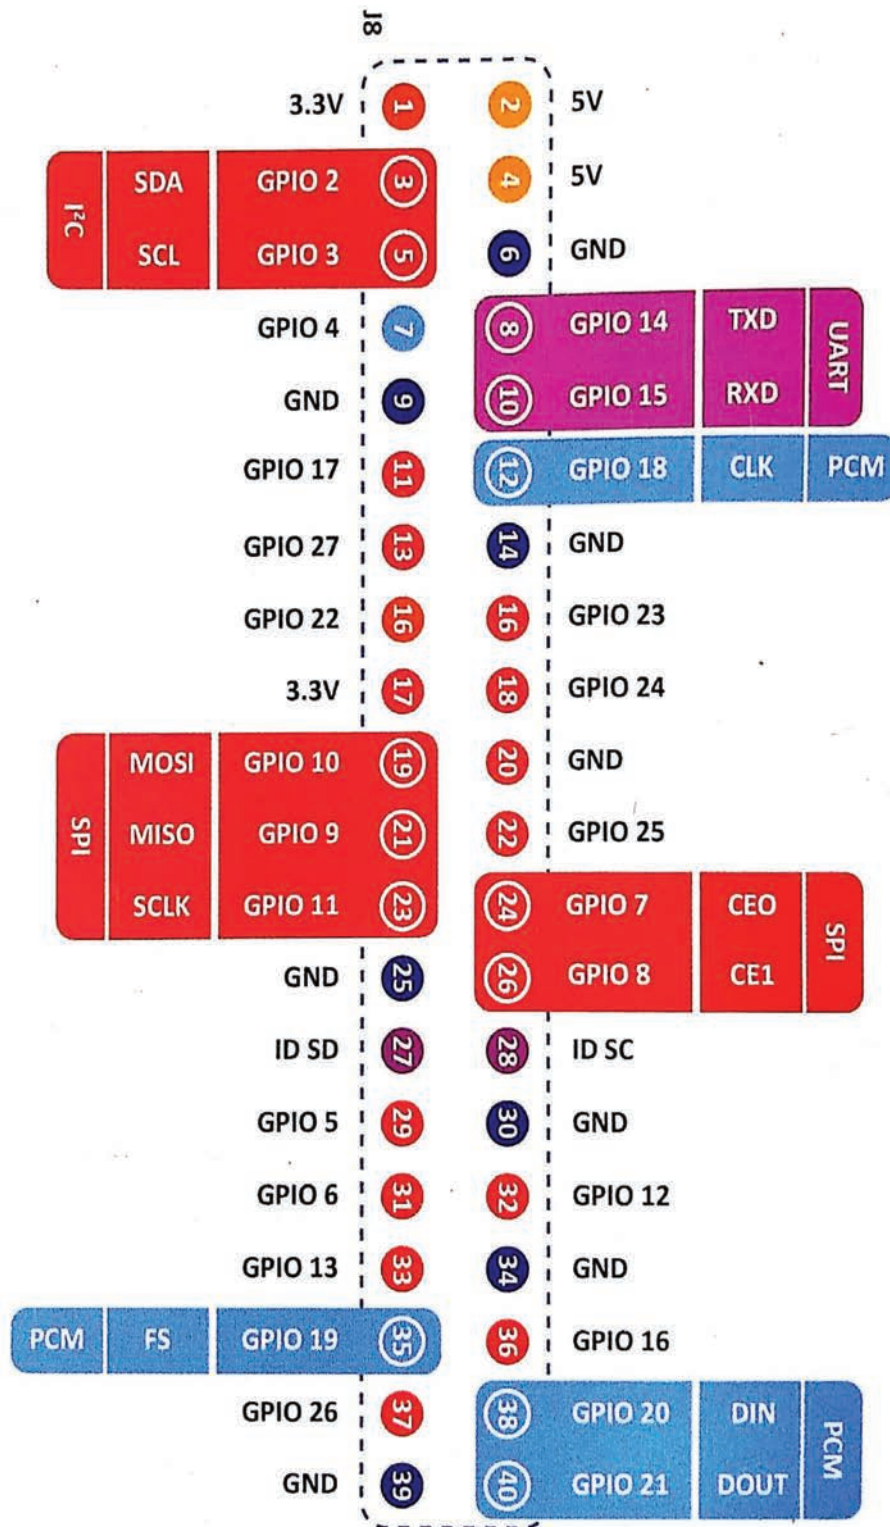 J8
3.3V 1 2 5V
I²C SDA GPIO 2 3 4 5V
SCL GPIO 3 5 6 GND
GPIO 4 7 8 GPIO 14 TXD UART
GND 9 10 GPIO 15 RXD
GPIO 17 11 12 GPIO 18 CLK PCM
GPIO 27 13 14 GND
GPIO 22 16 16 GPIO 23
3.3V 17 18 GPIO 24
SPI MOSI GPIO 10 19 20 GND
MISO GPIO 9 21 22 GPIO 25
SCLK GPIO 11 23 24 GPIO 7 CEO SPI
GND 25 26 GPIO 8 CE1
ID SD 27 28 ID SC
GPIO 5 29 30 GND
GPIO 6 31 32 GPIO 12
GPIO 13 33 34 GND
PCM FS GPIO 19 35 36 GPIO 16
GPIO 26 37 38 GPIO 20 DIN PCM
GND 39 40 GPIO 21 DOUT